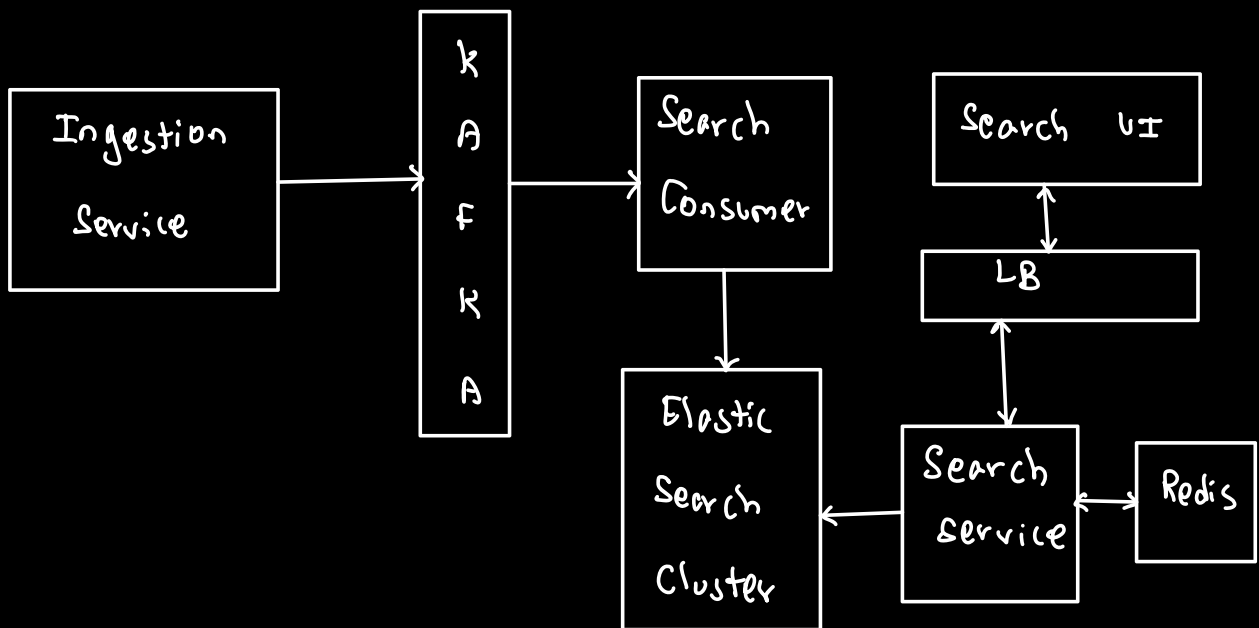 Ingestion
Service
K
A
F
K
A
Search
Consumer
Search UI
LB
Elastic
Search
Cluster
Search
Service
Redis